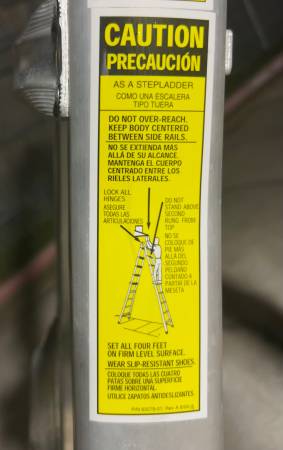 CAUTION
PRECAUCIÓN
AS A STEPLADDER
COMO UNA ESCALERA
TIPO TIJERA
DO NOT OVER-REACH.
KEEP BODY CENTERED
BETWEEN SIDE RAILS.
NO SE EXTIENDA MÁS
ALLÁ DE SU ALCANCE.
MANTENGA EL CUERPO
CENTRADO ENTRE LOS
RIELES LATERALES.
LOCK ALL
HINGES
ASEGURE
TODAS LAS
ARTICULACIONES
DO NOT
STAND ABOVE
SECOND
RUNG FROM
TOP
NO SE
COLOQUE DE
PIE MÁS
ALLÁ DEL
SEGUNDO
PELDAÑO
CONTADO A
PARTIR DE LA
MESETA
SET ALL FOUR FEET
ON FIRM LEVEL SURFACE.
WEAR SLIP-RESISTANT SHOES.
COLOQUE TODAS LAS CUATRO
PATAS SOBRE UNA SUPERFICIE
FIRME HORIZONTAL.
UTILICE ZAPATOS ANTIDESLIZANTES.